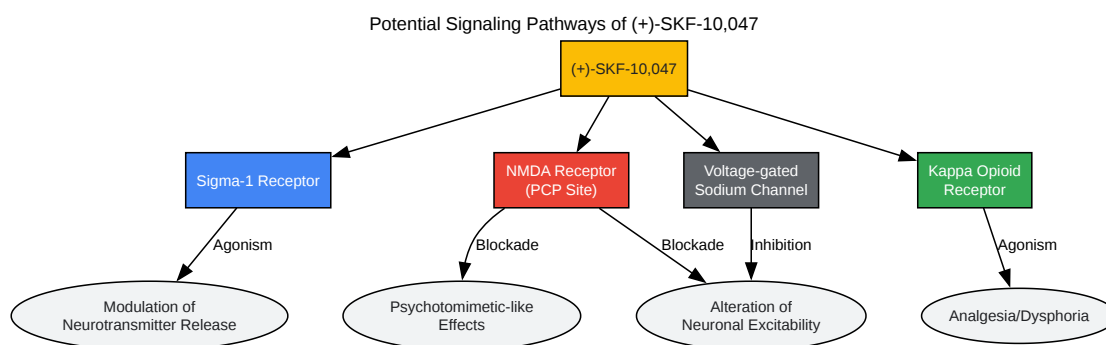 Potential Signaling Pathways of (+)-SKF-10,047
(+)-SKF-10,047
Sigma-1 Receptor
NMDA Receptor
(PCP Site)
Voltage-gated
Sodium Channel
Kappa Opioid
Receptor
Agonism
Blockade
Blockade
Inhibition
Agonism
Modulation of
Neurotransmitter Release
Psychotomimetic-like
Effects
Alteration of
Neuronal Excitability
Analgesia/Dysphoria